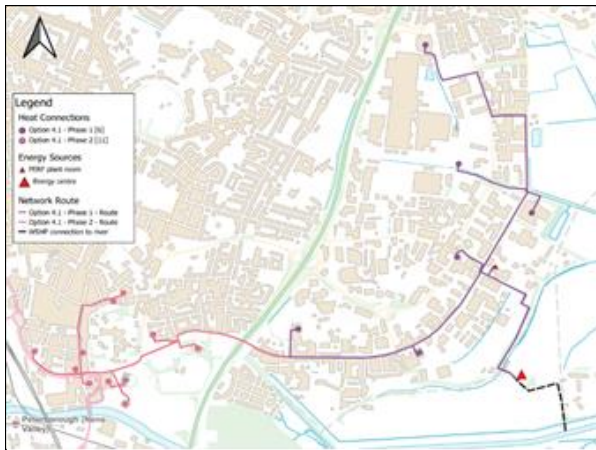 Legend
Heat Connections
Option 4.1 - Phase 1 [6]
Option 4.1 - Phase 2 [11]
Energy Sources
PERF plant room
Energy centre
Network Route
Option 4.1 - Phase 1 - Route
Option 4.1 - Phase 2 - Route
WSHP connection to river
Peterborough (Nene
Valley)